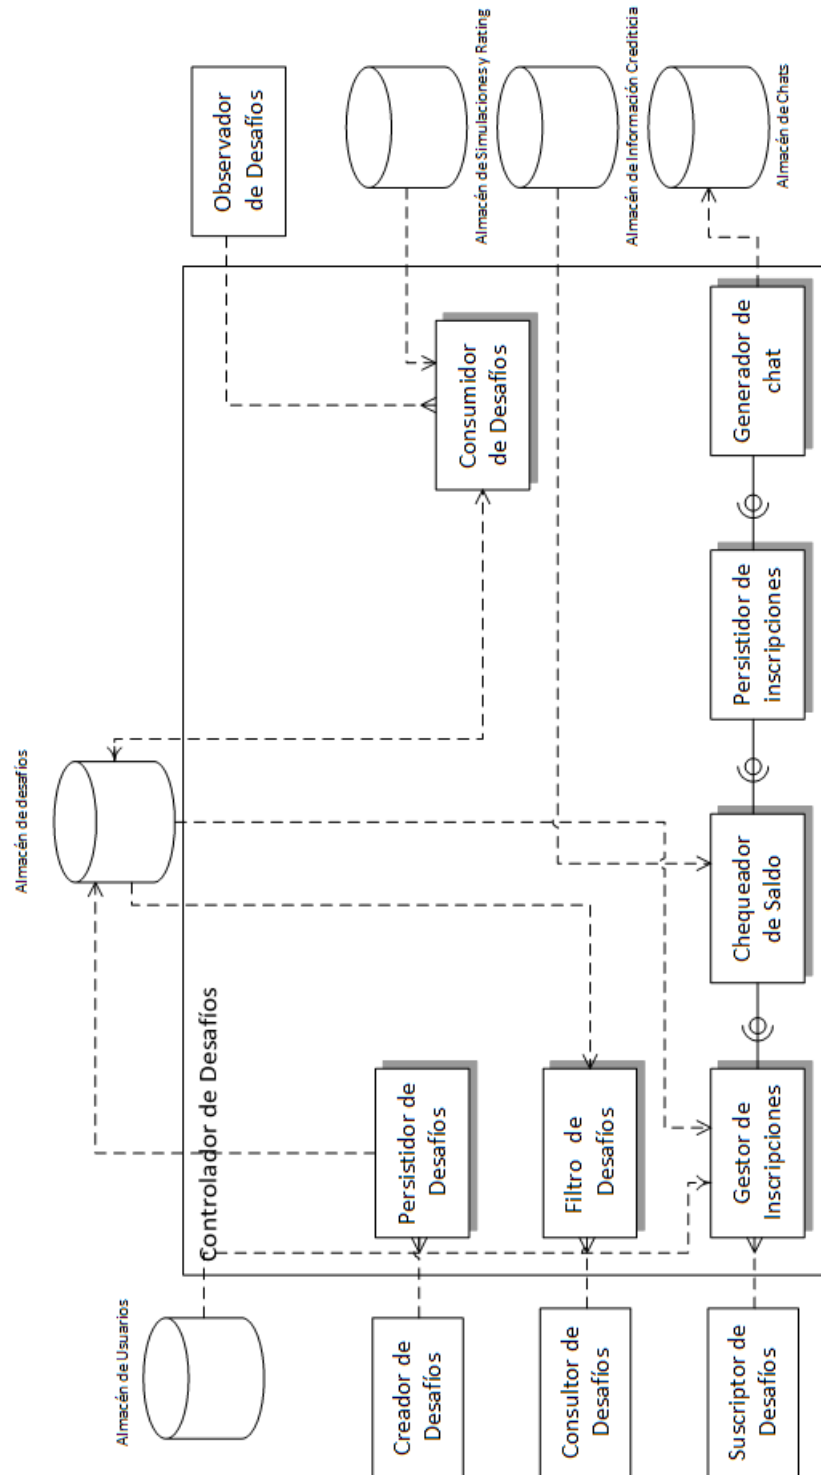 Almacén de Usuarios
Almacén de desafíos
Observador
de Desafíos
Almacén de Simulaciones y Rating
Almacén de Información Crediticia
Almacén de Chats
Controlador de Desafíos
Creador de
Desafíos
Persistidor de
Desafíos
Consumidor
de Desafíos
Consultor de
Desafíos
Filtro de
Desafíos
Suscriptor de
Desafíos
Gestor de
Inscripciones
Chequeador
de Saldo
Persistidor de
inscripciones
Generador de
chat